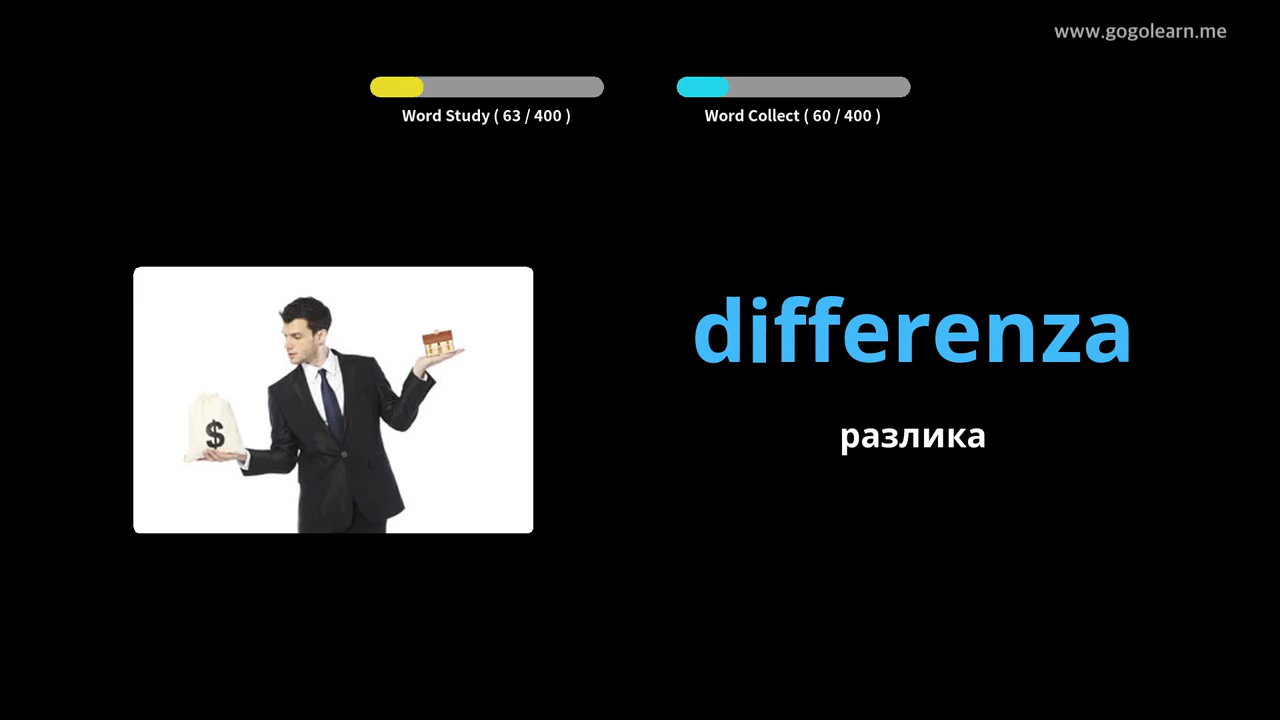 www.gogolearn.me
Word Study ( 63 / 400 )
Word Collect ( 60 / 400 )
differenza
разлика
$